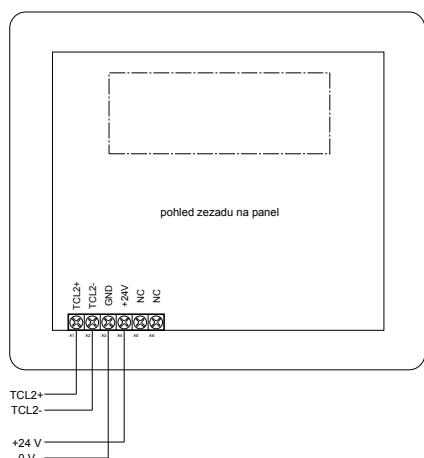 pohled zezadu na panel
TCL2+
TCL2-
GND
+24V
NC
NC
A1 A2 A3 A4 A5 A6
TCL2+
TCL2-
+24 V
0 V